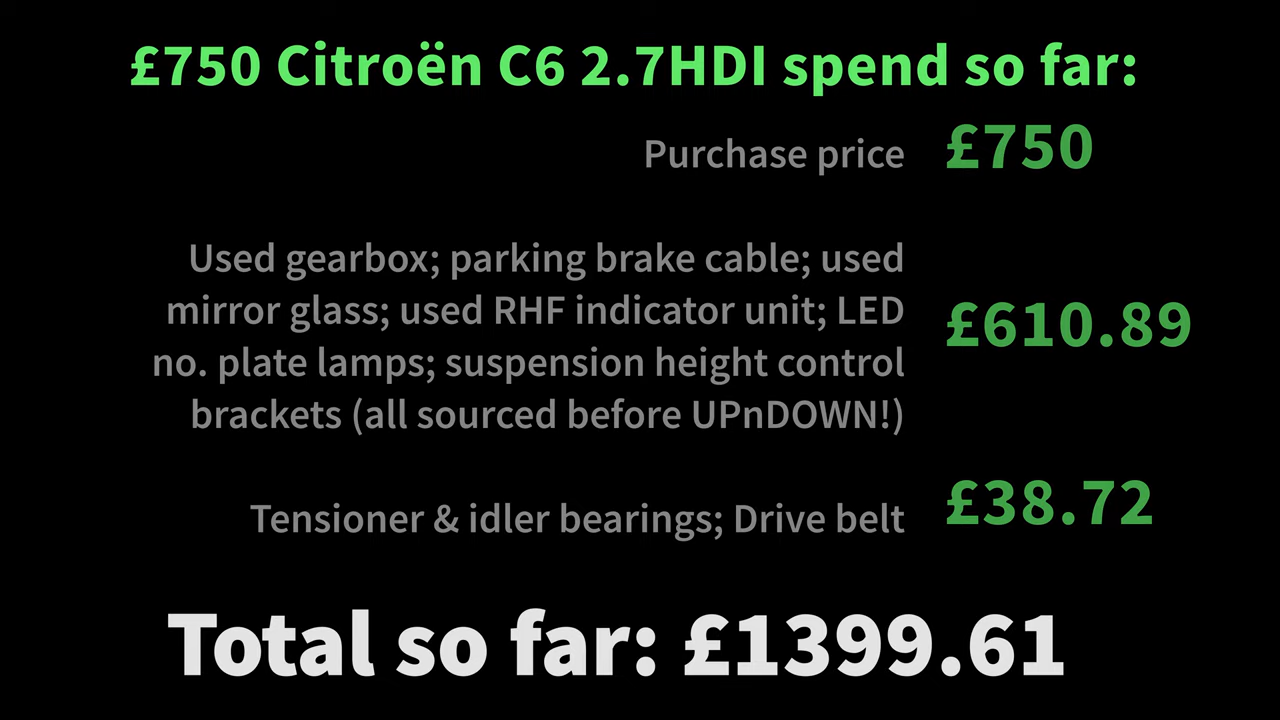 £750 Citroën C6 2.7HDI spend so far:
Purchase price £750
Used gearbox; parking brake cable; used
mirror glass; used RHF indicator unit; LED
no. plate lamps; suspension height control
brackets (all sourced before UPnDOWN!)
£610.89
Tensioner & idler bearings; Drive belt £38.72
Total so far: £1399.61